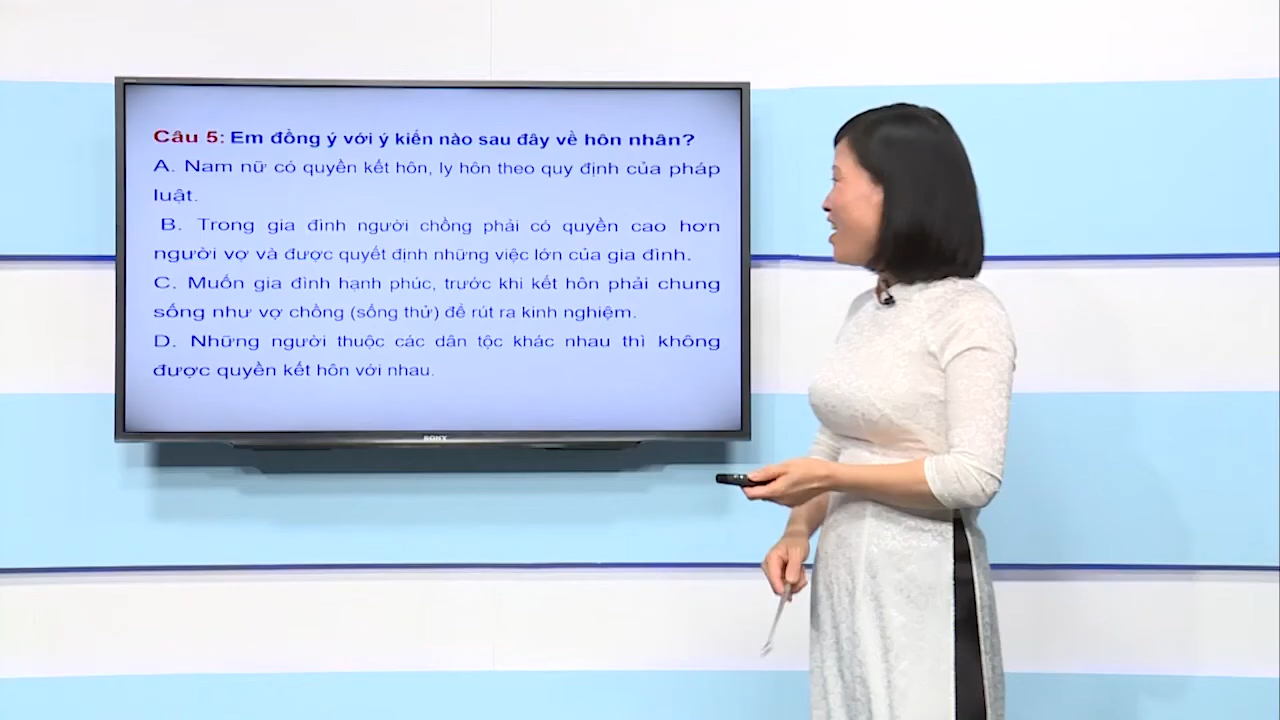 Câu 5: Em đồng ý với ý kiến nào sau đây về hôn nhân?
A. Nam nữ có quyền kết hôn, ly hôn theo quy định của pháp
luật.
B. Trong gia đình người chồng phải có quyền cao hơn
người vợ và được quyết định những việc lớn của gia đình.
C. Muốn gia đình hạnh phúc, trước khi kết hôn phải chung
sống như vợ chồng (sống thử) để rút ra kinh nghiệm.
D. Những người thuộc các dân tộc khác nhau thì không
được quyền kết hôn với nhau.
SONY